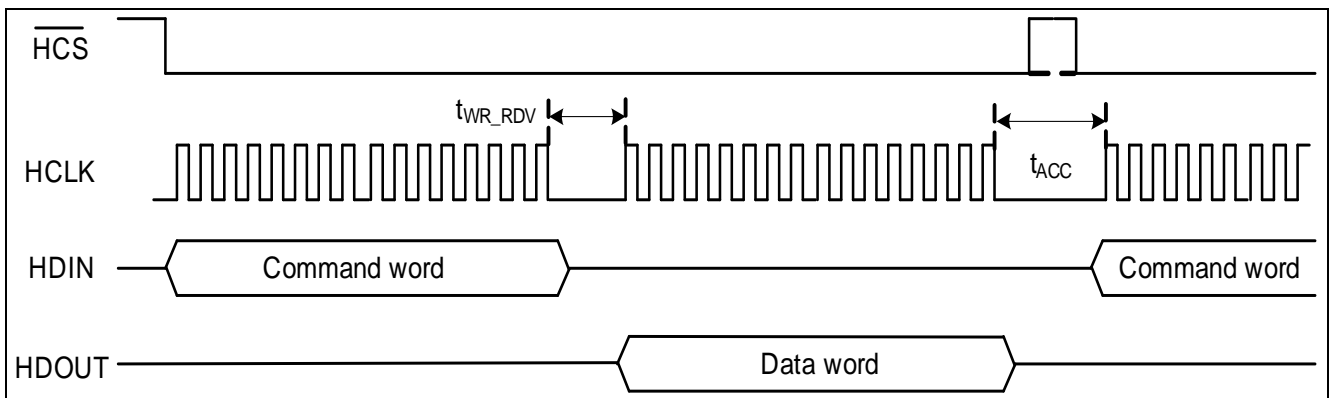 HCS
tWR_RDV
HCLK
tACC
HDIN
Command word
Command word
HDOUT
Data word